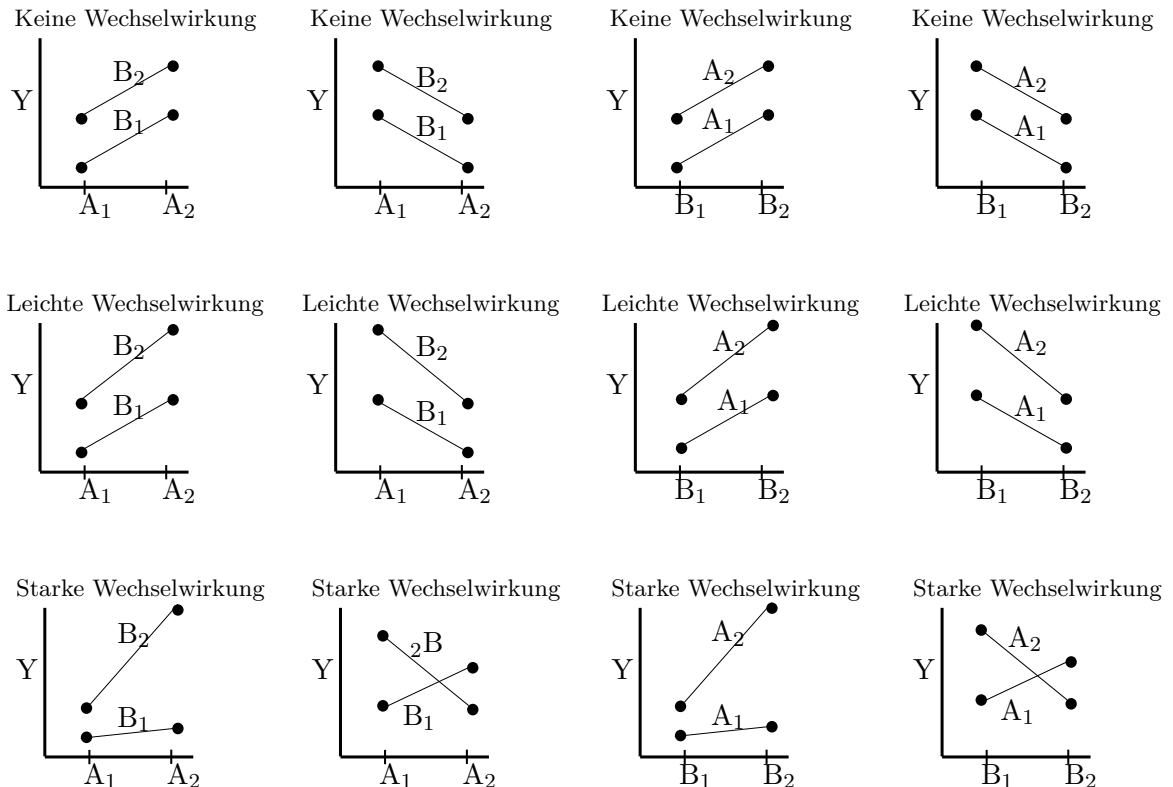 Keine Wechselwirkung Keine Wechselwirkung Keine Wechselwirkung Keine Wechselwirkung
B₂ B₂ A₂ A₂
Y Y Y Y
B₁ B₁ A₁ A₁
A₁ A₂ A₁ A₂ B₁ B₂ B₁ B₂
Leichte Wechselwirkung Leichte Wechselwirkung Leichte Wechselwirkung Leichte Wechselwirkung
B₂ B₂ A₂ A₂
Y Y Y Y
B₁ B₁ A₁ A₁
A₁ A₂ A₁ A₂ B₁ B₂ B₁ B₂
Starke Wechselwirkung Starke Wechselwirkung Starke Wechselwirkung Starke Wechselwirkung
B₂ ₂B A₂ A₂
Y Y Y Y
B₁ B₁ A₁ A₁
A₁ A₂ A₁ A₂ B₁ B₂ B₁ B₂